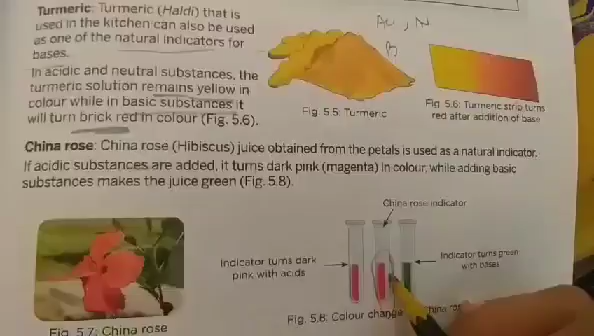 Turmeric: Turmeric (Haldi) that is
used in the kitchen can also be used
as one of the natural indicators for
bases.
In acidic and neutral substances, the
turmeric solution remains yellow in
colour while in basic substances it
will turn brick red in colour (Fig. 5.6).
Fig. 5.5: Turmeric
Fig. 5.6: Turmeric strip turns
red after addition of base
China rose: China rose (Hibiscus) juice obtained from the petals is used as a natural indicator.
If acidic substances are added, it turns dark pink (magenta) in colour, while adding basic
substances makes the juice green (Fig. 5.8).
China rose indicator
Indicator turns dark
pink with acids
Indicator turns green
with bases
Fig. 5.7: China rose
Fig. 5.8: Colour change